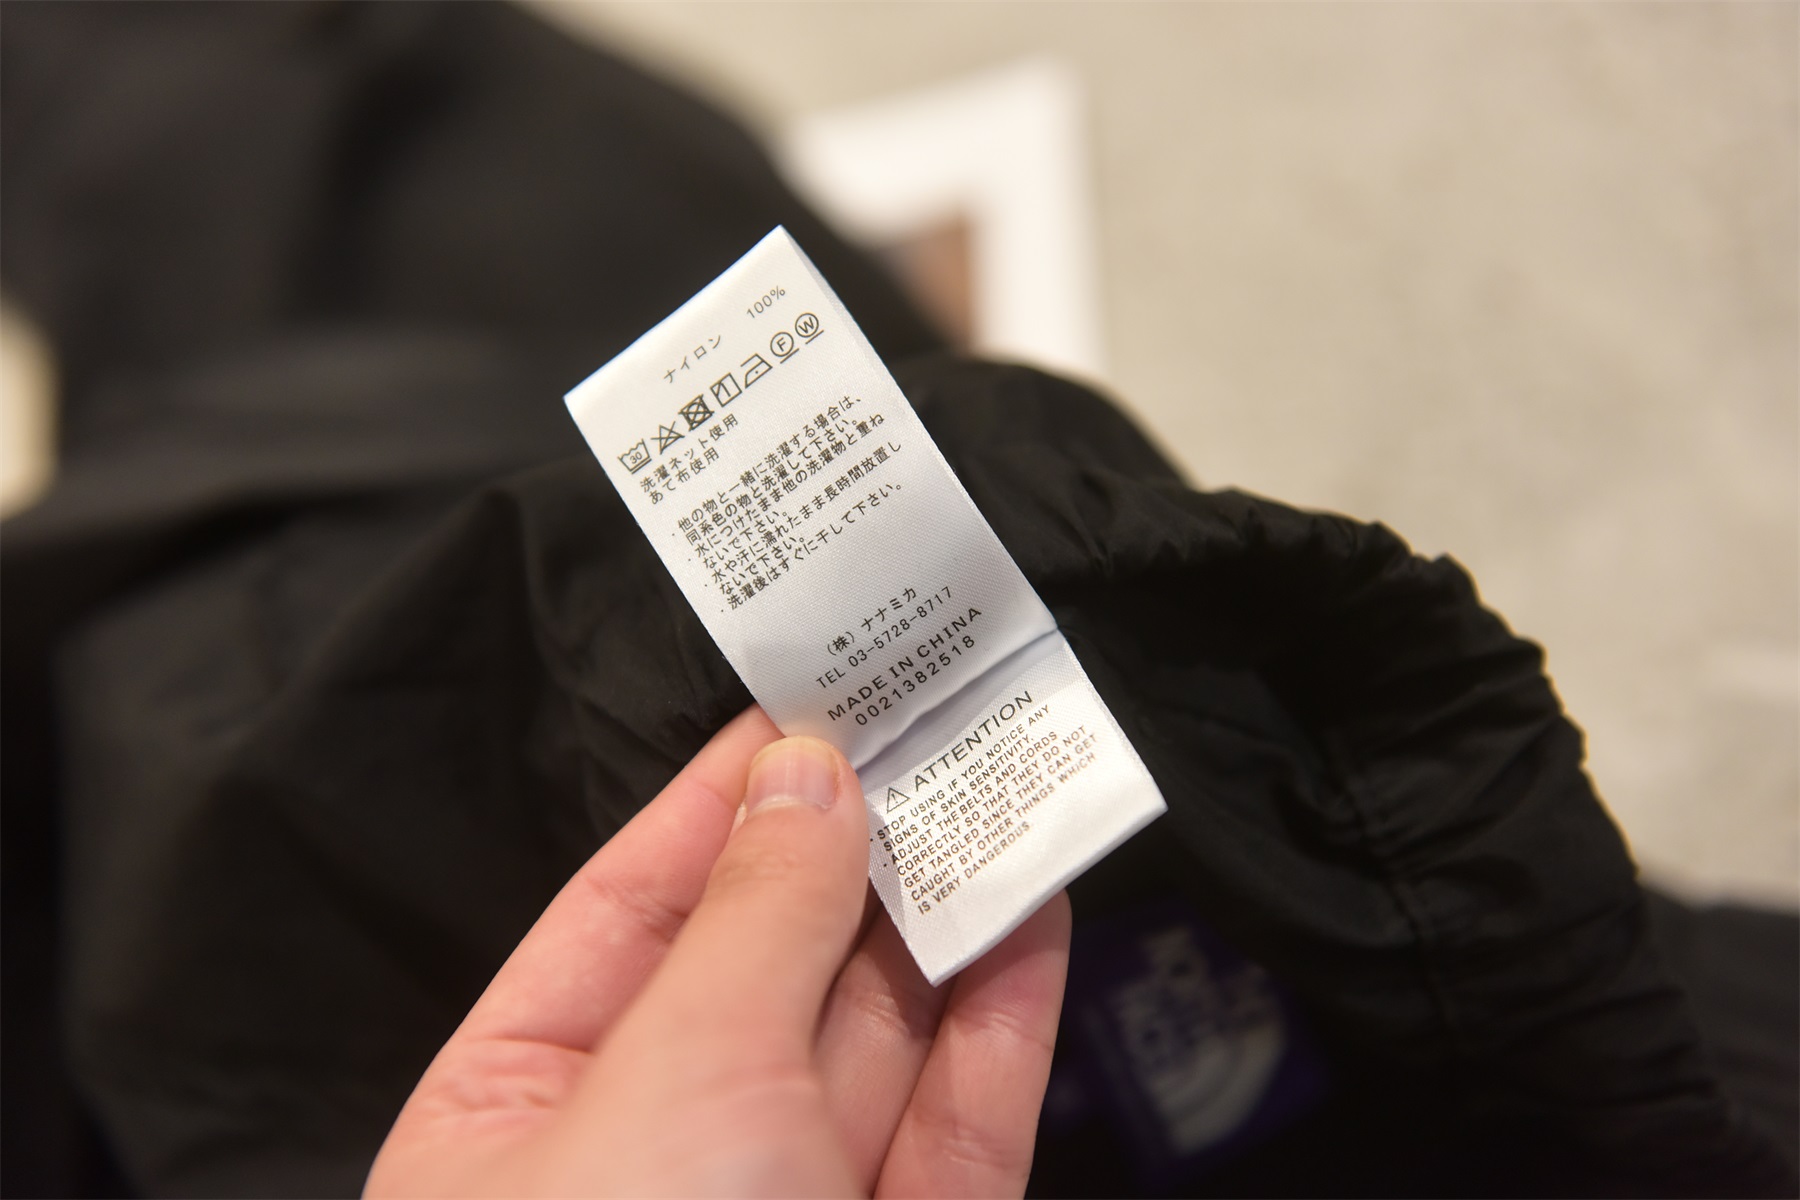 ナイロン 100%
30 1 F W
洗濯ネット使用
あて布使用
他の物と一緒に洗濯する場合は、
同系色の物と洗濯して下さい。
・水につけたまま他の洗濯物と重ね
ないで下さい。
・水や汗に濡れたまま長時間放置し
ないで下さい。
・洗濯後はすぐに干して下さい。
(株)ナナミカ
TEL 03-5728-8717
MADE IN CHINA
0021382518
ATTENTION
・STOP USING IF YOU NOTICE ANY
SIGNS OF SKIN SENSITIVITY.
・ADJUST THE BELTS AND CORDS
CORRECTLY SO THAT THEY DO NOT
GET TANGLED SINCE THEY CAN GET
CAUGHT BY OTHER THINGS WHICH
IS VERY DANGEROUS.